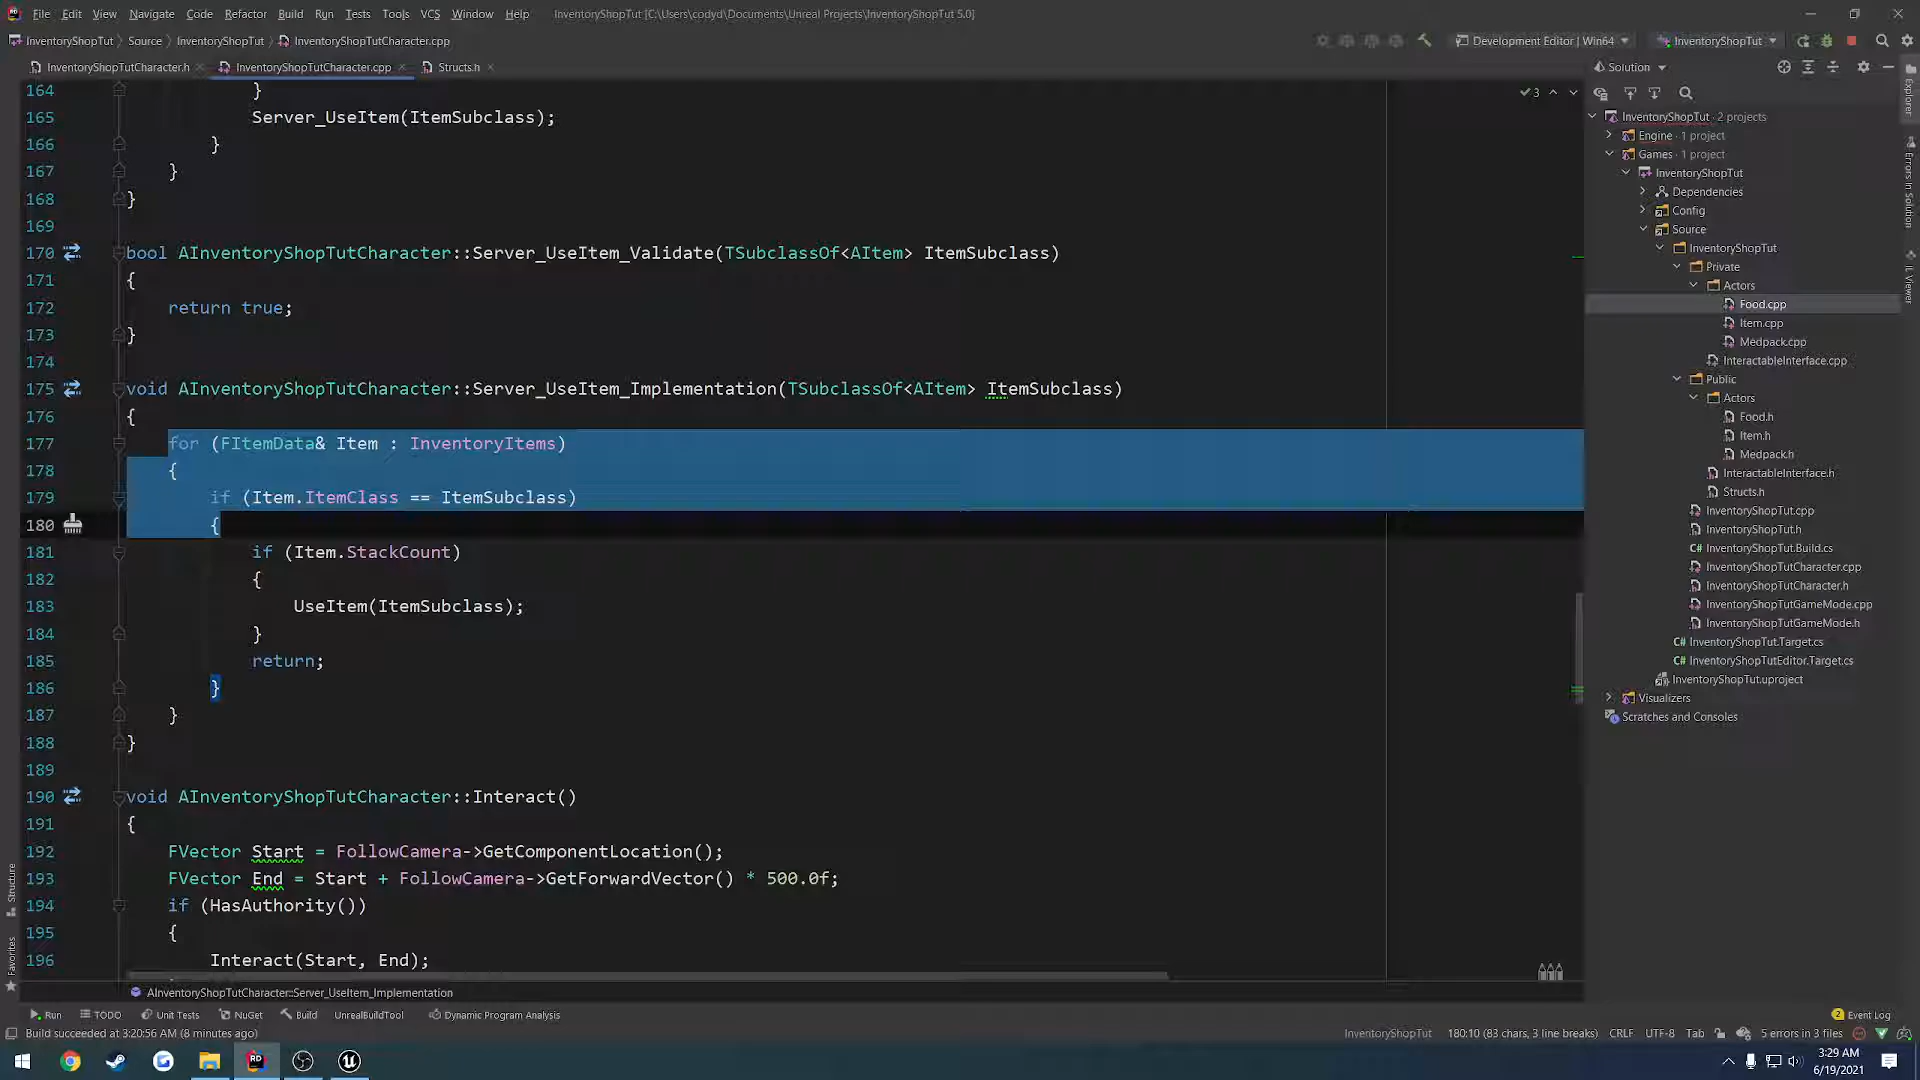 File Edit View Navigate Code Refactor Build Run Tests Tools VCS Window Help InventoryShopTut [C:\Users\codyd\Documents\Unreal Projects\InventoryShopTut 5.0]
InventoryShopTut Source InventoryShopTut InventoryShopTutCharacter.cpp Development Editor | Win64 InventoryShopTut
InventoryShopTutCharacter.h InventoryShopTutCharacter.cpp Structs.h
164 }
165 Server_UseItem(ItemSubclass);
166 }
167 }
168 }
169
170 bool AInventoryShopTutCharacter::Server_UseItem_Validate(TSubclassOf<AItem> ItemSubclass)
171 {
172 return true;
173 }
174
175 void AInventoryShopTutCharacter::Server_UseItem_Implementation(TSubclassOf<AItem> ItemSubclass)
176 {
177 for (FItemData& Item : InventoryItems)
178 {
179 if (Item.ItemClass == ItemSubclass)
180 {
181 if (Item.StackCount)
182 {
183 UseItem(ItemSubclass);
184 }
185 return;
186 }
187 }
188 }
189
190 void AInventoryShopTutCharacter::Interact()
191 {
192 FVector Start = FollowCamera->GetComponentLocation();
193 FVector End = Start + FollowCamera->GetForwardVector() * 500.0f;
194 if (HasAuthority())
195 {
196 Interact(Start, End);
3
AInventoryShopTutCharacter::Server_UseItem_Implementation
Solution
InventoryShopTut · 2 projects
Engine · 1 project
Games · 1 project
InventoryShopTut
Dependencies
Config
Source
InventoryShopTut
Private
Actors
Food.cpp
Item.cpp
Medpack.cpp
InteractableInterface.cpp
Public
Actors
Food.h
Item.h
Medpack.h
InteractableInterface.h
Structs.h
InventoryShopTut.cpp
InventoryShopTut.h
C# InventoryShopTut.Build.cs
InventoryShopTutCharacter.cpp
InventoryShopTutCharacter.h
InventoryShopTutGameMode.cpp
InventoryShopTutGameMode.h
C# InventoryShopTut.Target.cs
C# InventoryShopTutEditor.Target.cs
InventoryShopTut.uproject
Visualizers
Scratches and Consoles
Explorer
Errors In Solution
IL Viewer
Structure
Favorites
Run TODO Unit Tests NuGet Build UnrealBuildTool Dynamic Program Analysis 2 Event Log
Build succeeded at 3:20:56 AM (8 minutes ago) InventoryShopTut 180:10 (83 chars, 3 line breaks) CRLF UTF-8 Tab 5 errors in 3 files
RD
3:29 AM
6/19/2021